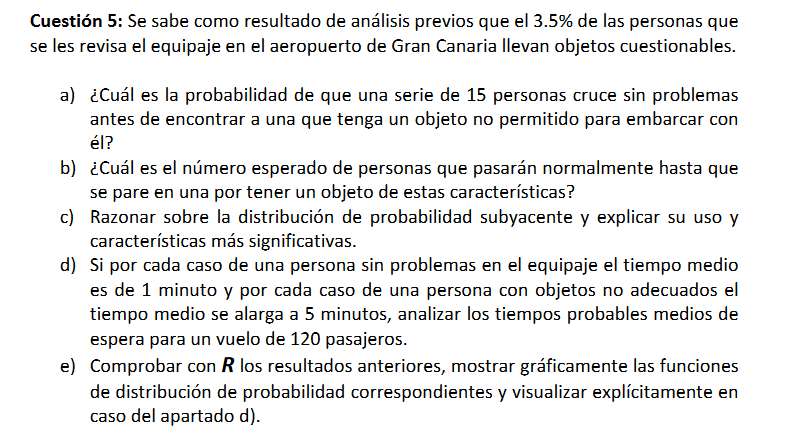 Cuestión 5: Se sabe como resultado de análisis previos que el 3.5% de las personas que
se les revisa el equipaje en el aeropuerto de Gran Canaria llevan objetos cuestionables.
a) ¿Cuál es la probabilidad de que una serie de 15 personas cruce sin problemas
antes de encontrar a una que tenga un objeto no permitido para embarcar con
él?
b) ¿Cuál es el número esperado de personas que pasarán normalmente hasta que
se pare en una por tener un objeto de estas características?
c) Razonar sobre la distribución de probabilidad subyacente y explicar su uso y
características más significativas.
d) Si por cada caso de una persona sin problemas en el equipaje el tiempo medio
es de 1 minuto y por cada caso de una persona con objetos no adecuados el
tiempo medio se alarga a 5 minutos, analizar los tiempos probables medios de
espera para un vuelo de 120 pasajeros.
e) Comprobar con R los resultados anteriores, mostrar gráficamente las funciones
de distribución de probabilidad correspondientes y visualizar explícitamente en
caso del apartado d).